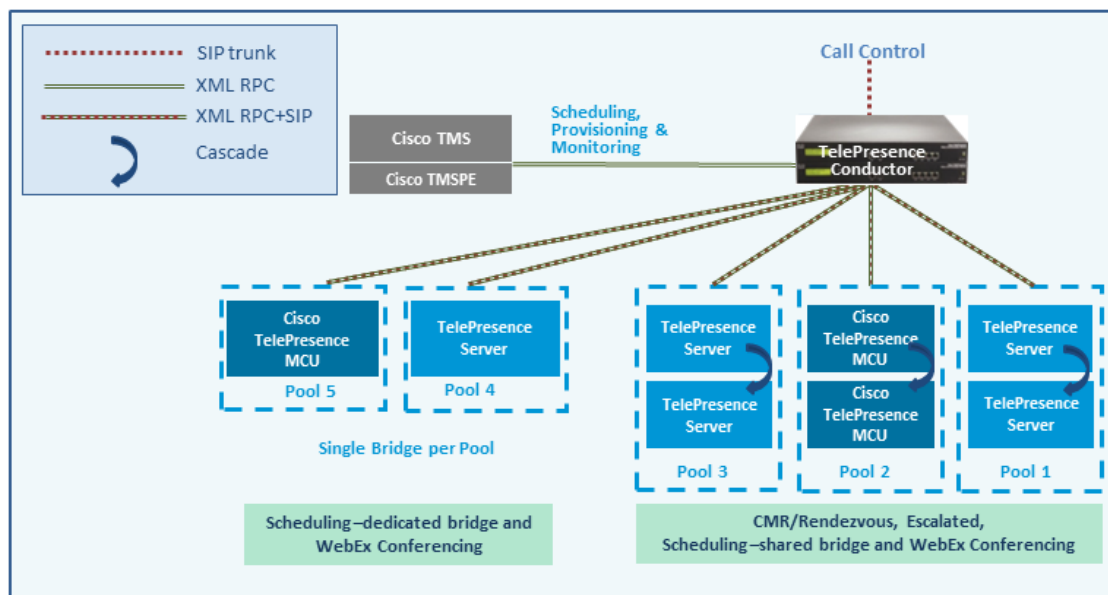 SIP trunk
XML RPC
XML RPC+SIP
Cascade
Call Control
Scheduling,
Provisioning &
Monitoring
Cisco TMS
Cisco TMSPE
TelePresence
Conductor
Cisco
TelePresence
MCU
Pool 5
TelePresence
Server
Pool 4
Single Bridge per Pool
TelePresence
Server
TelePresence
Server
Pool 3
Cisco
TelePresence
MCU
Cisco
TelePresence
MCU
Pool 2
TelePresence
Server
TelePresence
Server
Pool 1
Scheduling–dedicated bridge and
WebEx Conferencing
CMR/Rendezvous, Escalated,
Scheduling–shared bridge and WebEx Conferencing